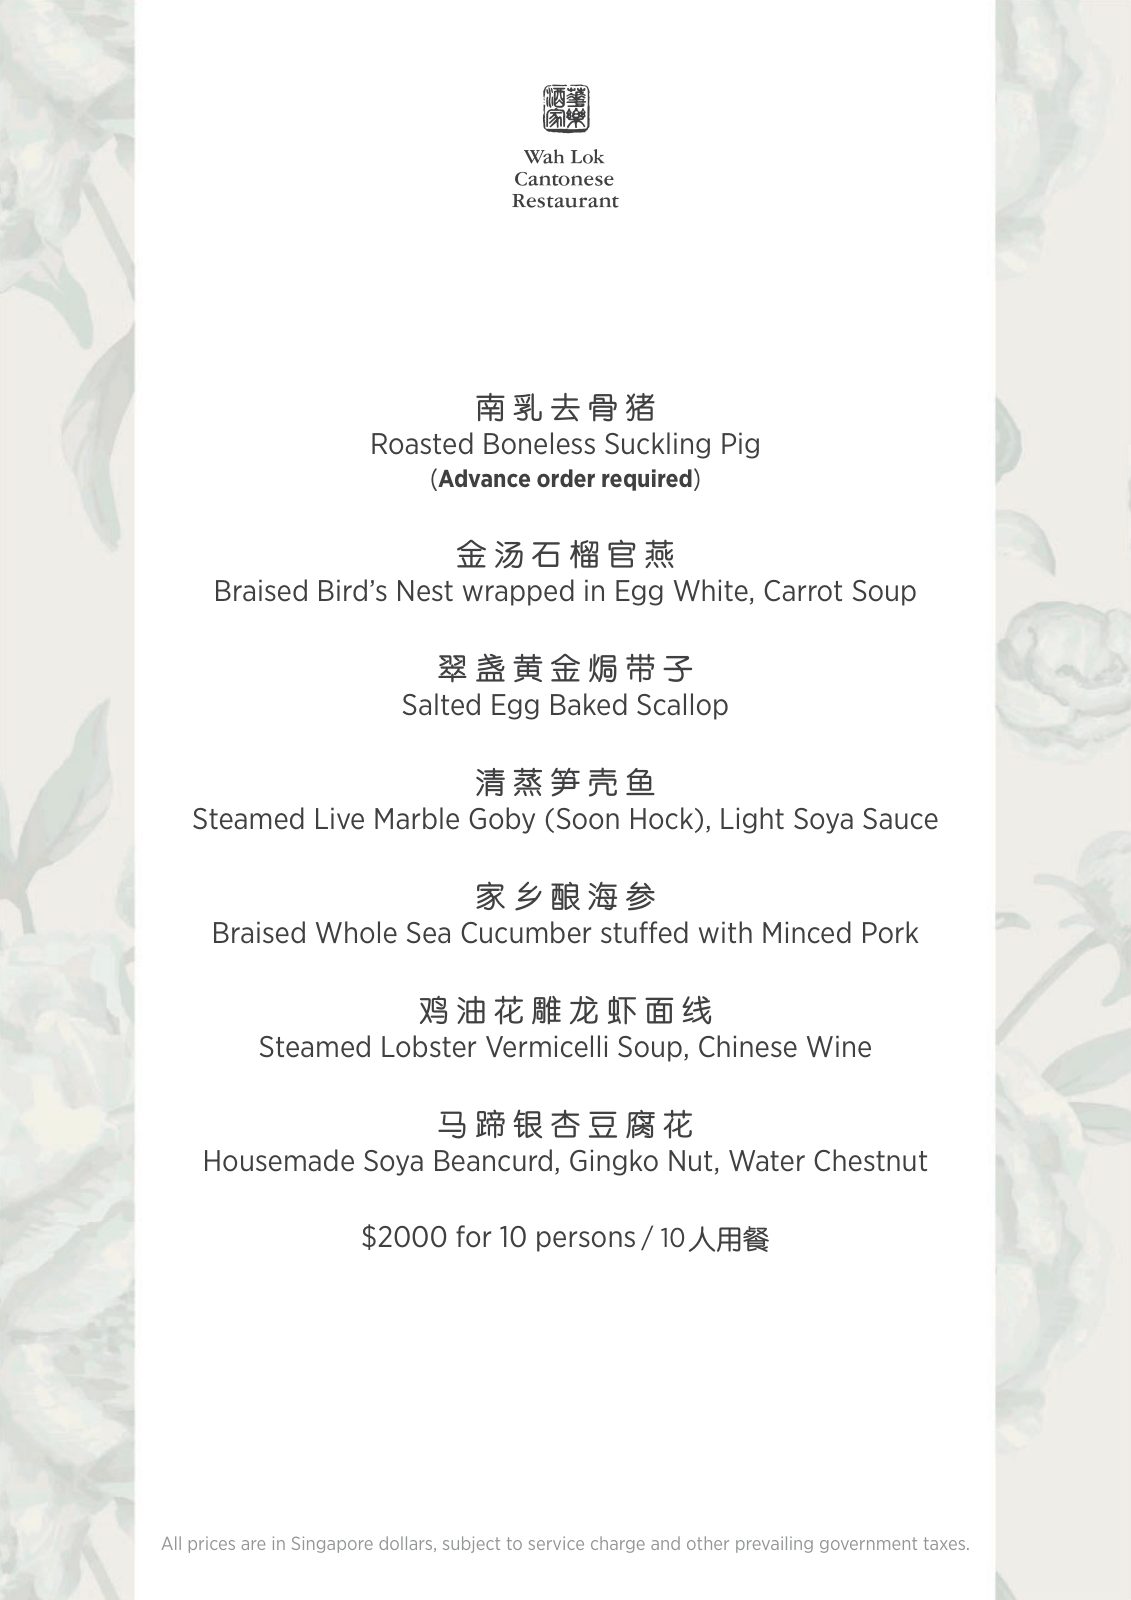 華樂
酒家
Wah Lok
Cantonese
Restaurant
南乳去骨猪
Roasted Boneless Suckling Pig
(Advance order required)
金汤石榴官燕
Braised Bird’s Nest wrapped in Egg White, Carrot Soup
翠盏黄金焗带子
Salted Egg Baked Scallop
清蒸笋壳鱼
Steamed Live Marble Goby (Soon Hock), Light Soya Sauce
家乡酿海参
Braised Whole Sea Cucumber stuffed with Minced Pork
鸡油花雕龙虾面线
Steamed Lobster Vermicelli Soup, Chinese Wine
马蹄银杏豆腐花
Housemade Soya Beancurd, Gingko Nut, Water Chestnut
$2000 for 10 persons / 10人用餐
All prices are in Singapore dollars, subject to service charge and other prevailing government taxes.